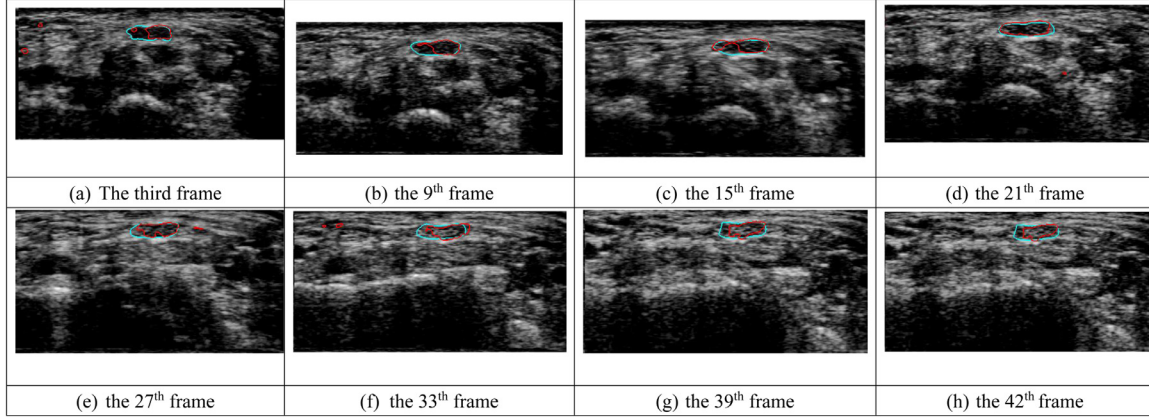 (a) The third frame
(b) the 9th frame
(c) the 15th frame
(d) the 21th frame
(e) the 27th frame
(f) the 33th frame
(g) the 39th frame
(h) the 42th frame